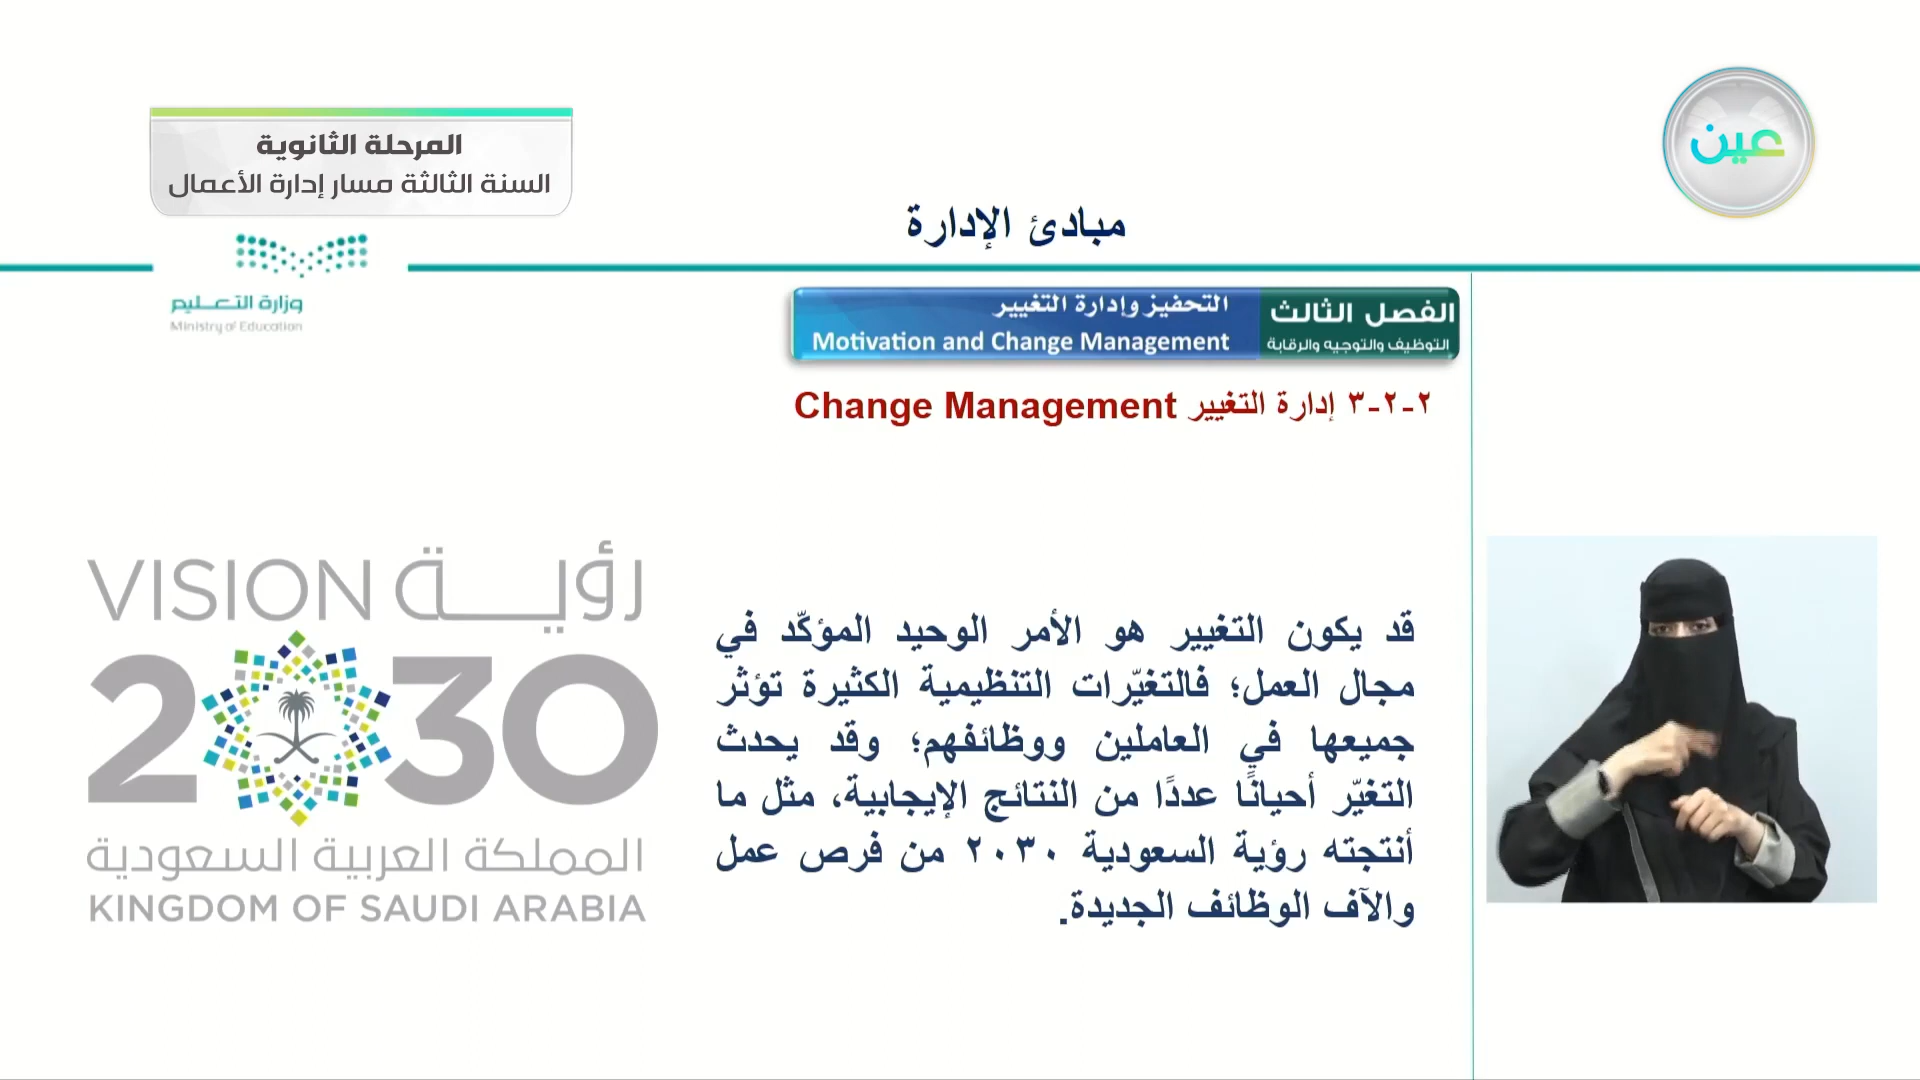 عين
المرحلة الثانوية
السنة الثالثة مسار إدارة الأعمال
مبادئ الإدارة
وزارة التعليم
Ministry of Education
الفصل الثالث
التوظيف والتوجيه والرقابة
التحفيز وإدارة التغيير
Motivation and Change Management
٣-٢-٢ إدارة التغيير Change Management
قد يكون التغيير هو الأمر الوحيد المؤكّد في
مجال العمل؛ فالتغيّرات التنظيمية الكثيرة تؤثر
جميعها في العاملين ووظائفهم؛ وقد يحدث
التغيّر أحيانًا عددًا من النتائج الإيجابية، مثل ما
أنتجته رؤية السعودية ٢٠٣٠ من فرص عمل
والآف الوظائف الجديدة.
VISION رؤيـــة
2030
المملكة العربية السعودية
KINGDOM OF SAUDI ARABIA